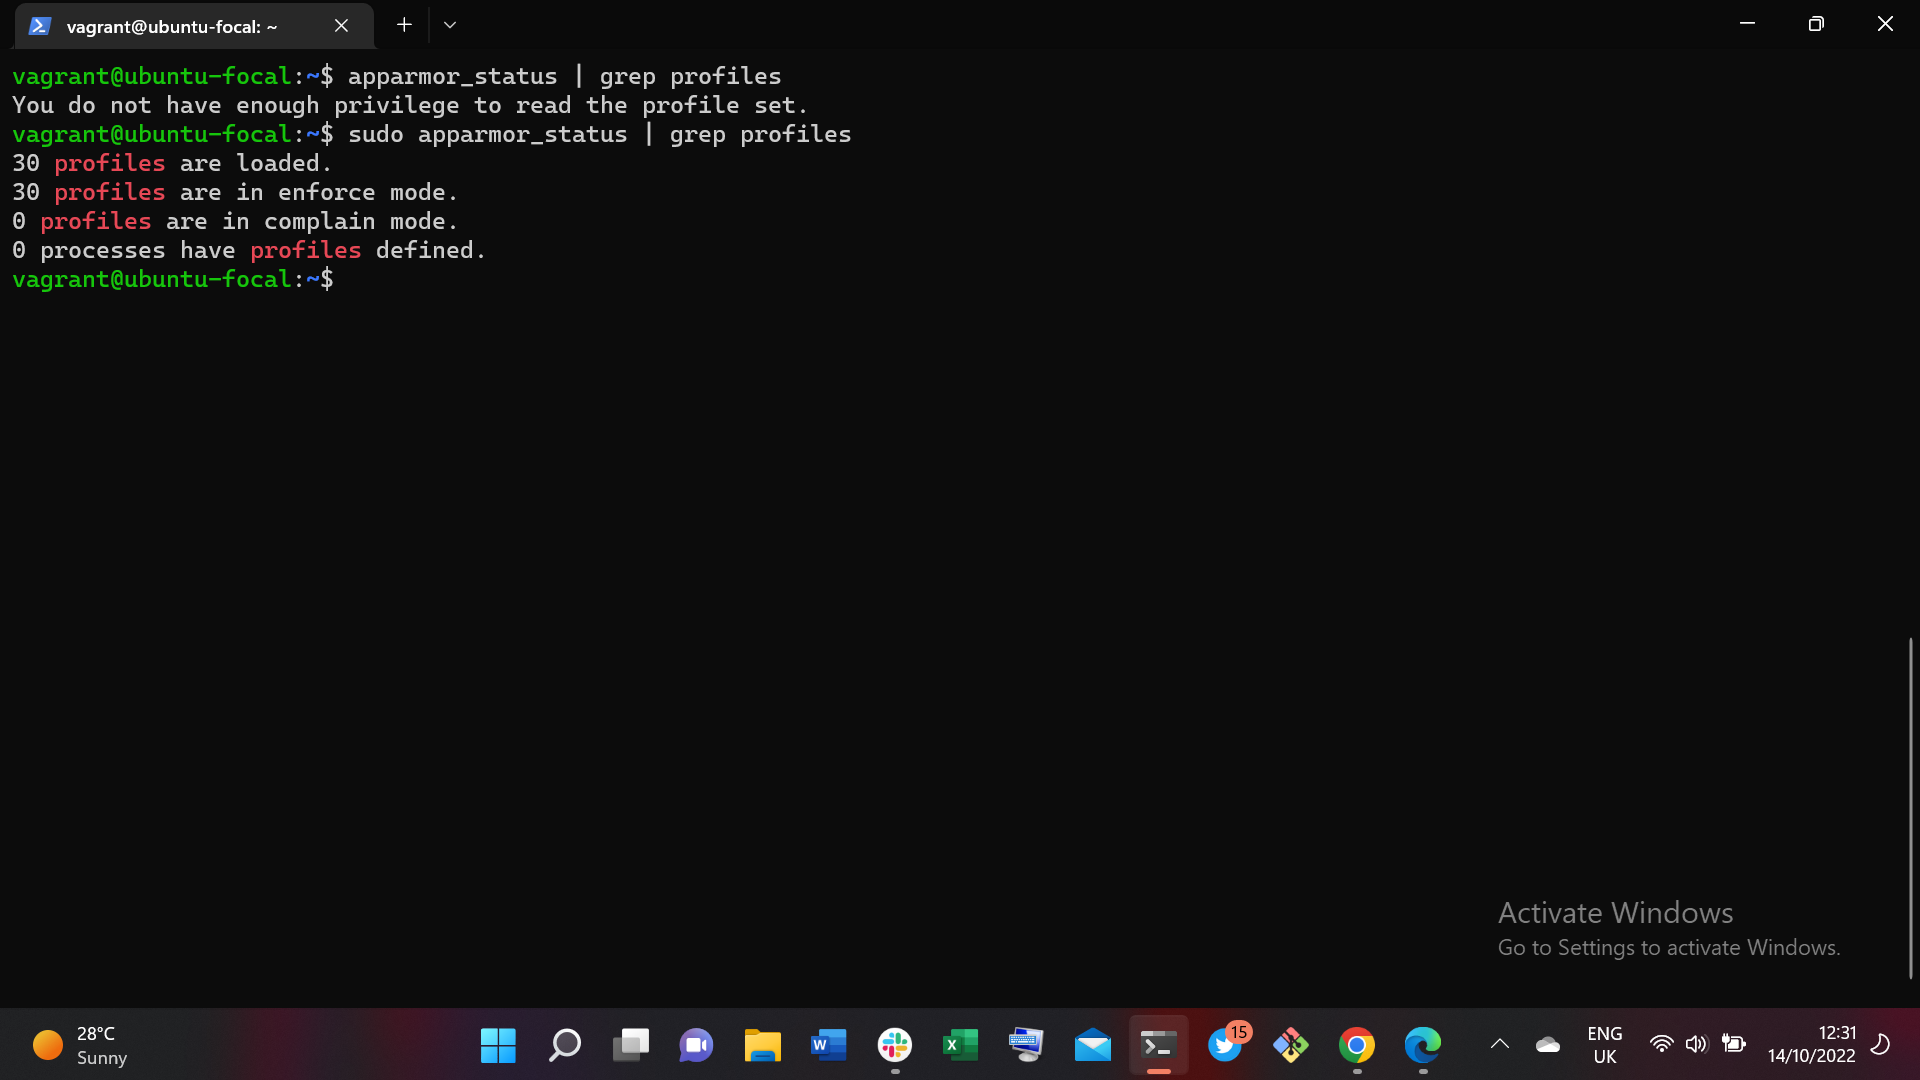 vagrant@ubuntu-focal: ~
vagrant@ubuntu-focal:~$ apparmor_status | grep profiles
You do not have enough privilege to read the profile set.
vagrant@ubuntu-focal:~$ sudo apparmor_status | grep profiles
30 profiles are loaded.
30 profiles are in enforce mode.
0 profiles are in complain mode.
0 processes have profiles defined.
vagrant@ubuntu-focal:~$
Activate Windows
Go to Settings to activate Windows.
28°C
Sunny
W
X
15
ENG
UK
12:31
14/10/2022